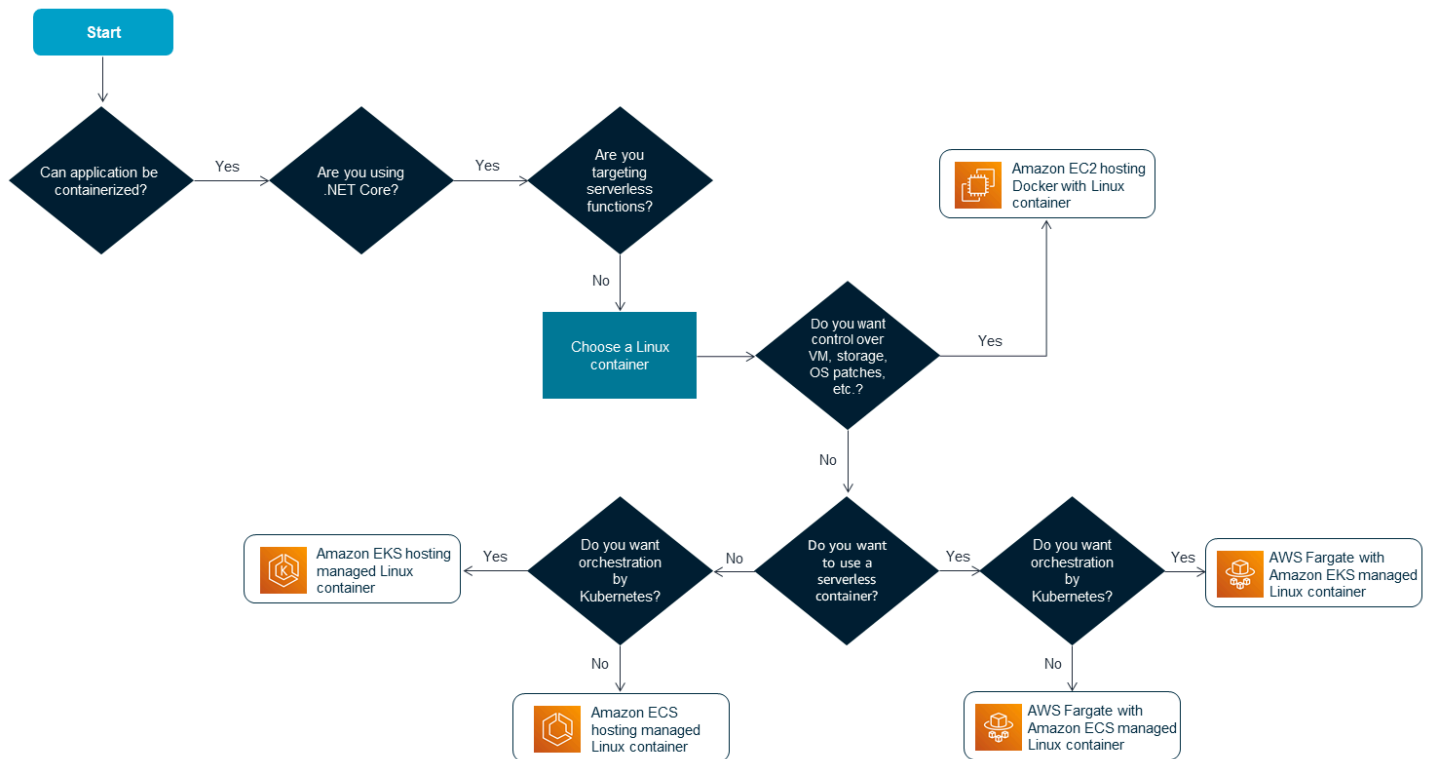 Start
Can application be
containerized?
Yes
Are you using
.NET Core?
Yes
Are you
targeting
serverless
functions?
No
Choose a Linux
container
Do you want
control over
VM, storage,
OS patches,
etc.?
Yes
Amazon EC2 hosting
Docker with Linux
container
No
Do you want
to use a
serverless
container?
No
Do you want
orchestration
by
Kubernetes?
Yes
Amazon EKS hosting
managed Linux
container
K
No
Amazon ECS
hosting managed
Linux container
Yes
Do you want
orchestration
by
Kubernetes?
Yes
AWS Fargate with
Amazon EKS managed
Linux container
No
AWS Fargate with
Amazon ECS managed
Linux container